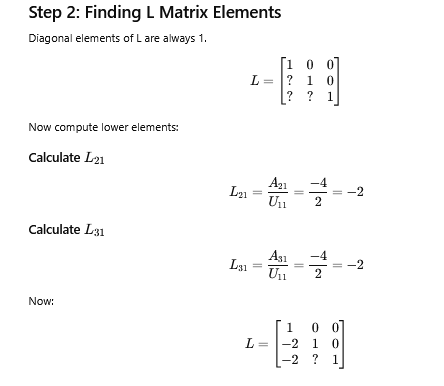 Step 2: Finding L Matrix Elements
Diagonal elements of L are always 1.
L = [1 0 0
? 1 0
? ? 1]
Now compute lower elements:
Calculate L21
L21 = A21/U11 = −4/2 = −2
Calculate L31
L31 = A31/U11 = −4/2 = −2
Now:
L = [1 0 0
−2 1 0
−2 ? 1]